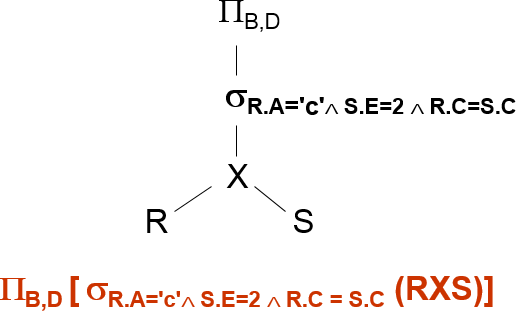 Π B,D
σ R.A='c'∧ S.E=2 ∧ R.C=S.C
X
R S
Π B,D [ σ R.A='c'∧ S.E=2 ∧ R.C = S.C (RXS)]